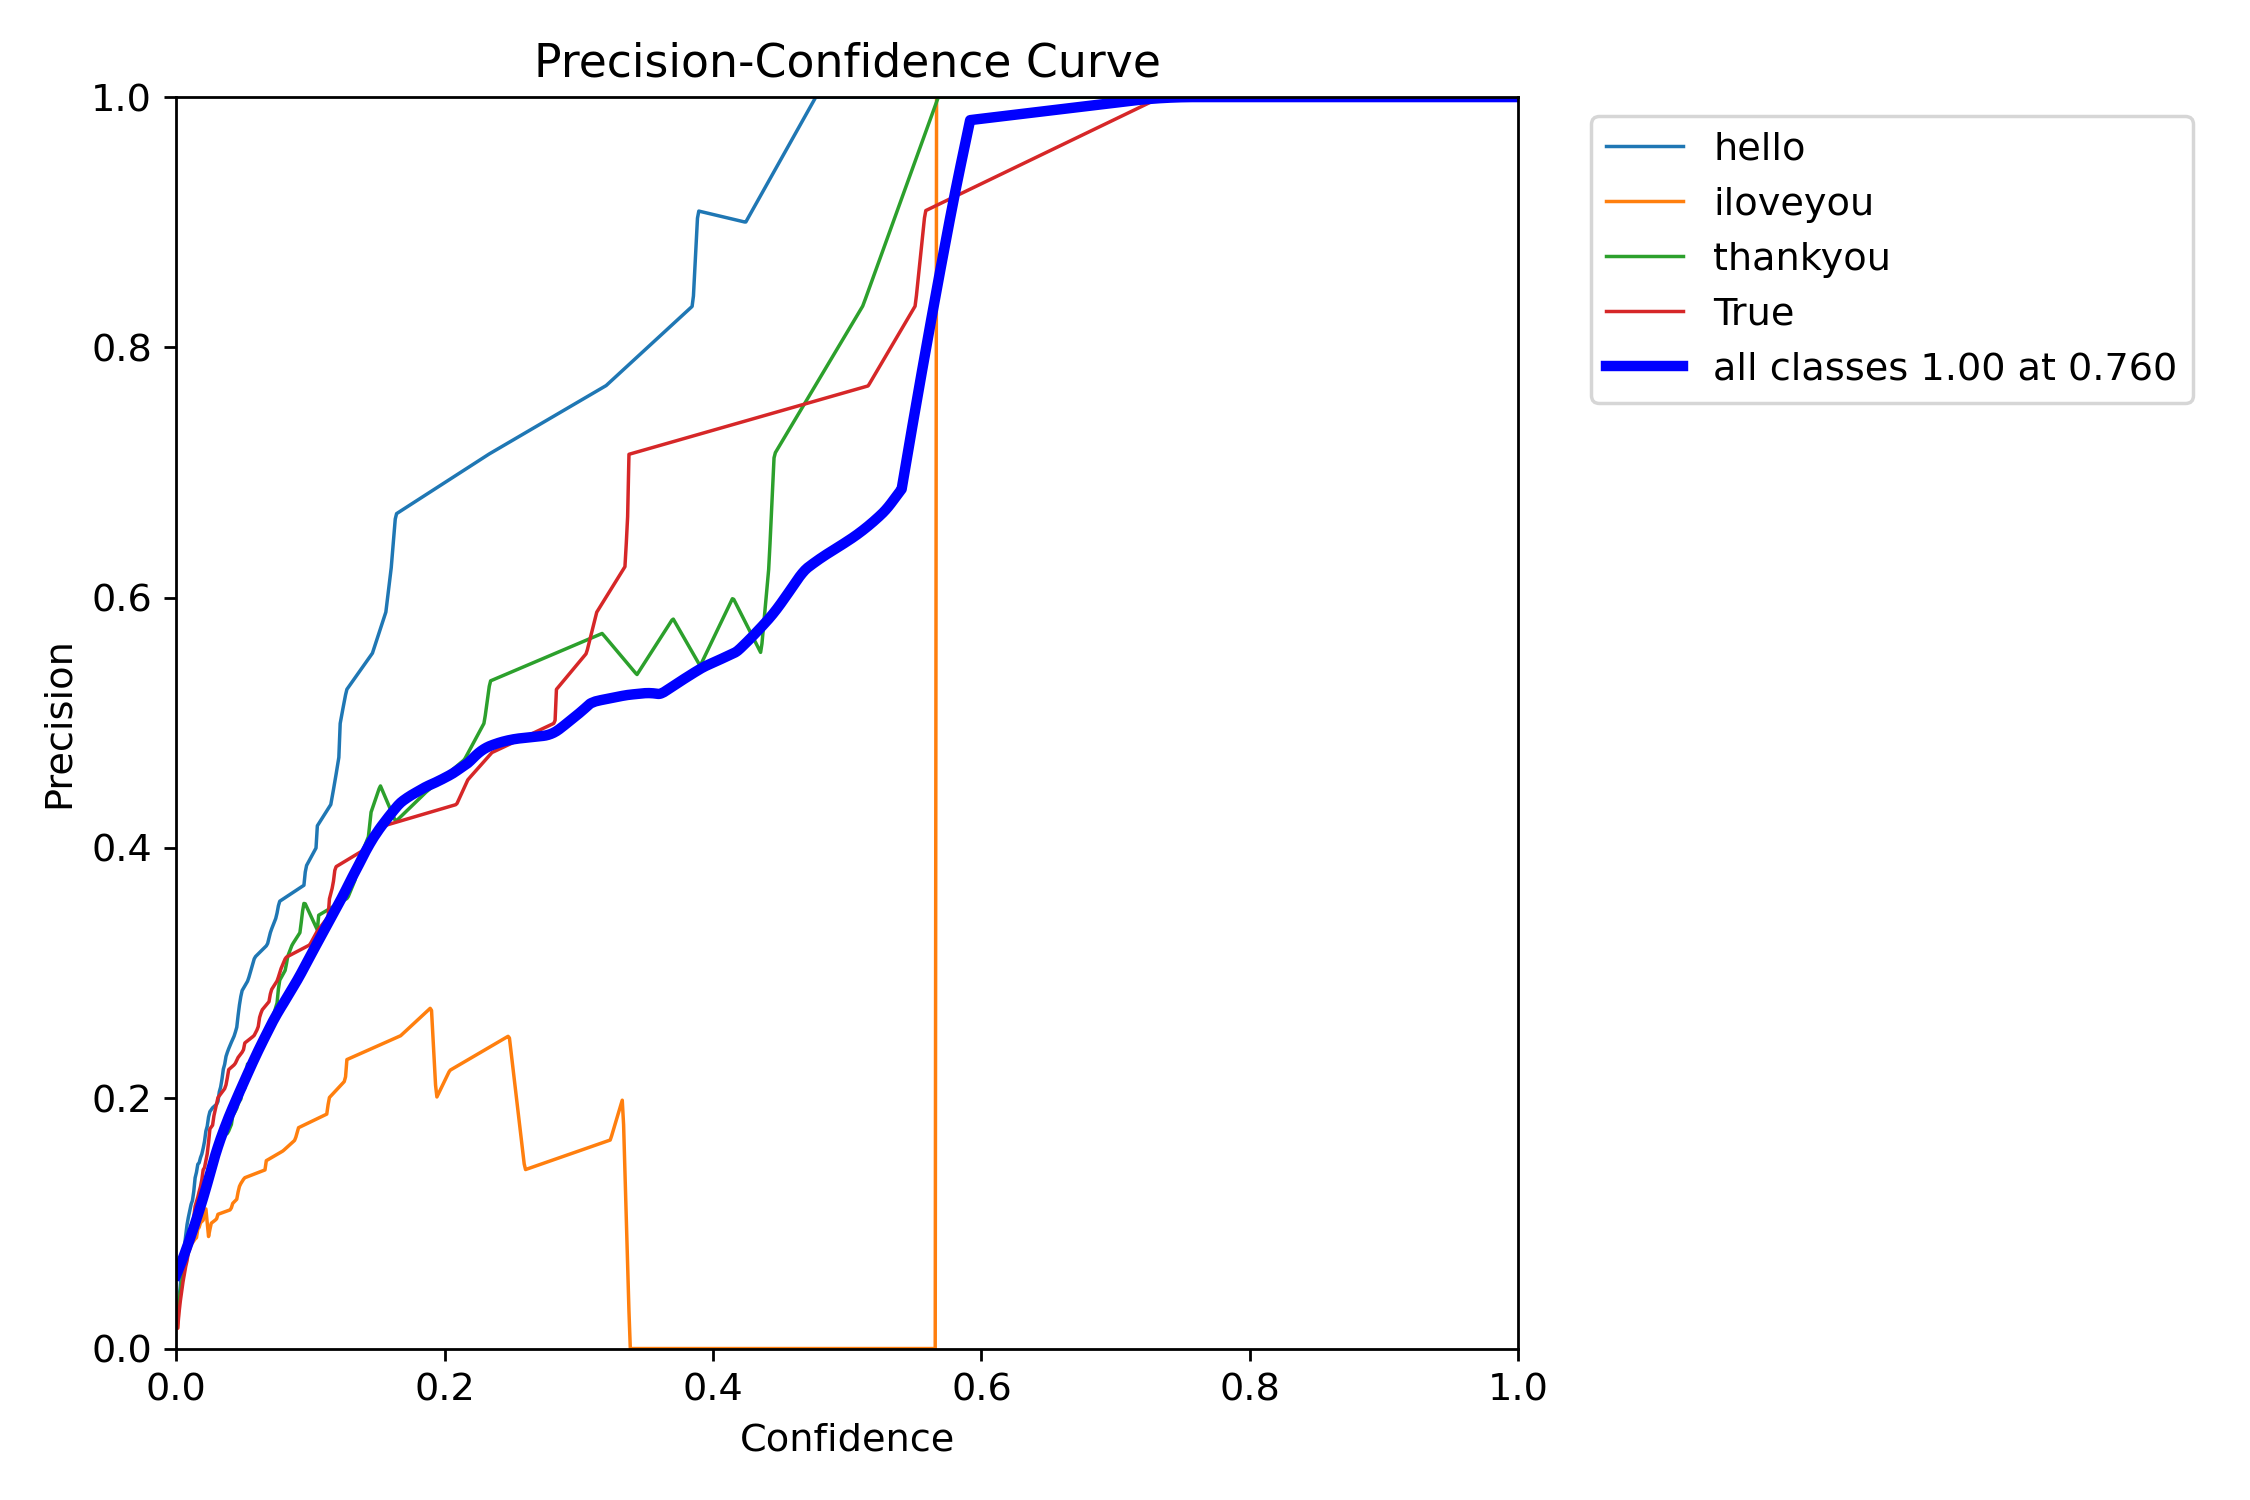 Precision-Confidence Curve
1.0
0.8
0.6
0.4
0.2
0.0
Precision
0.0 0.2 0.4 0.6 0.8 1.0
Confidence
hello
iloveyou
thankyou
True
all classes 1.00 at 0.760